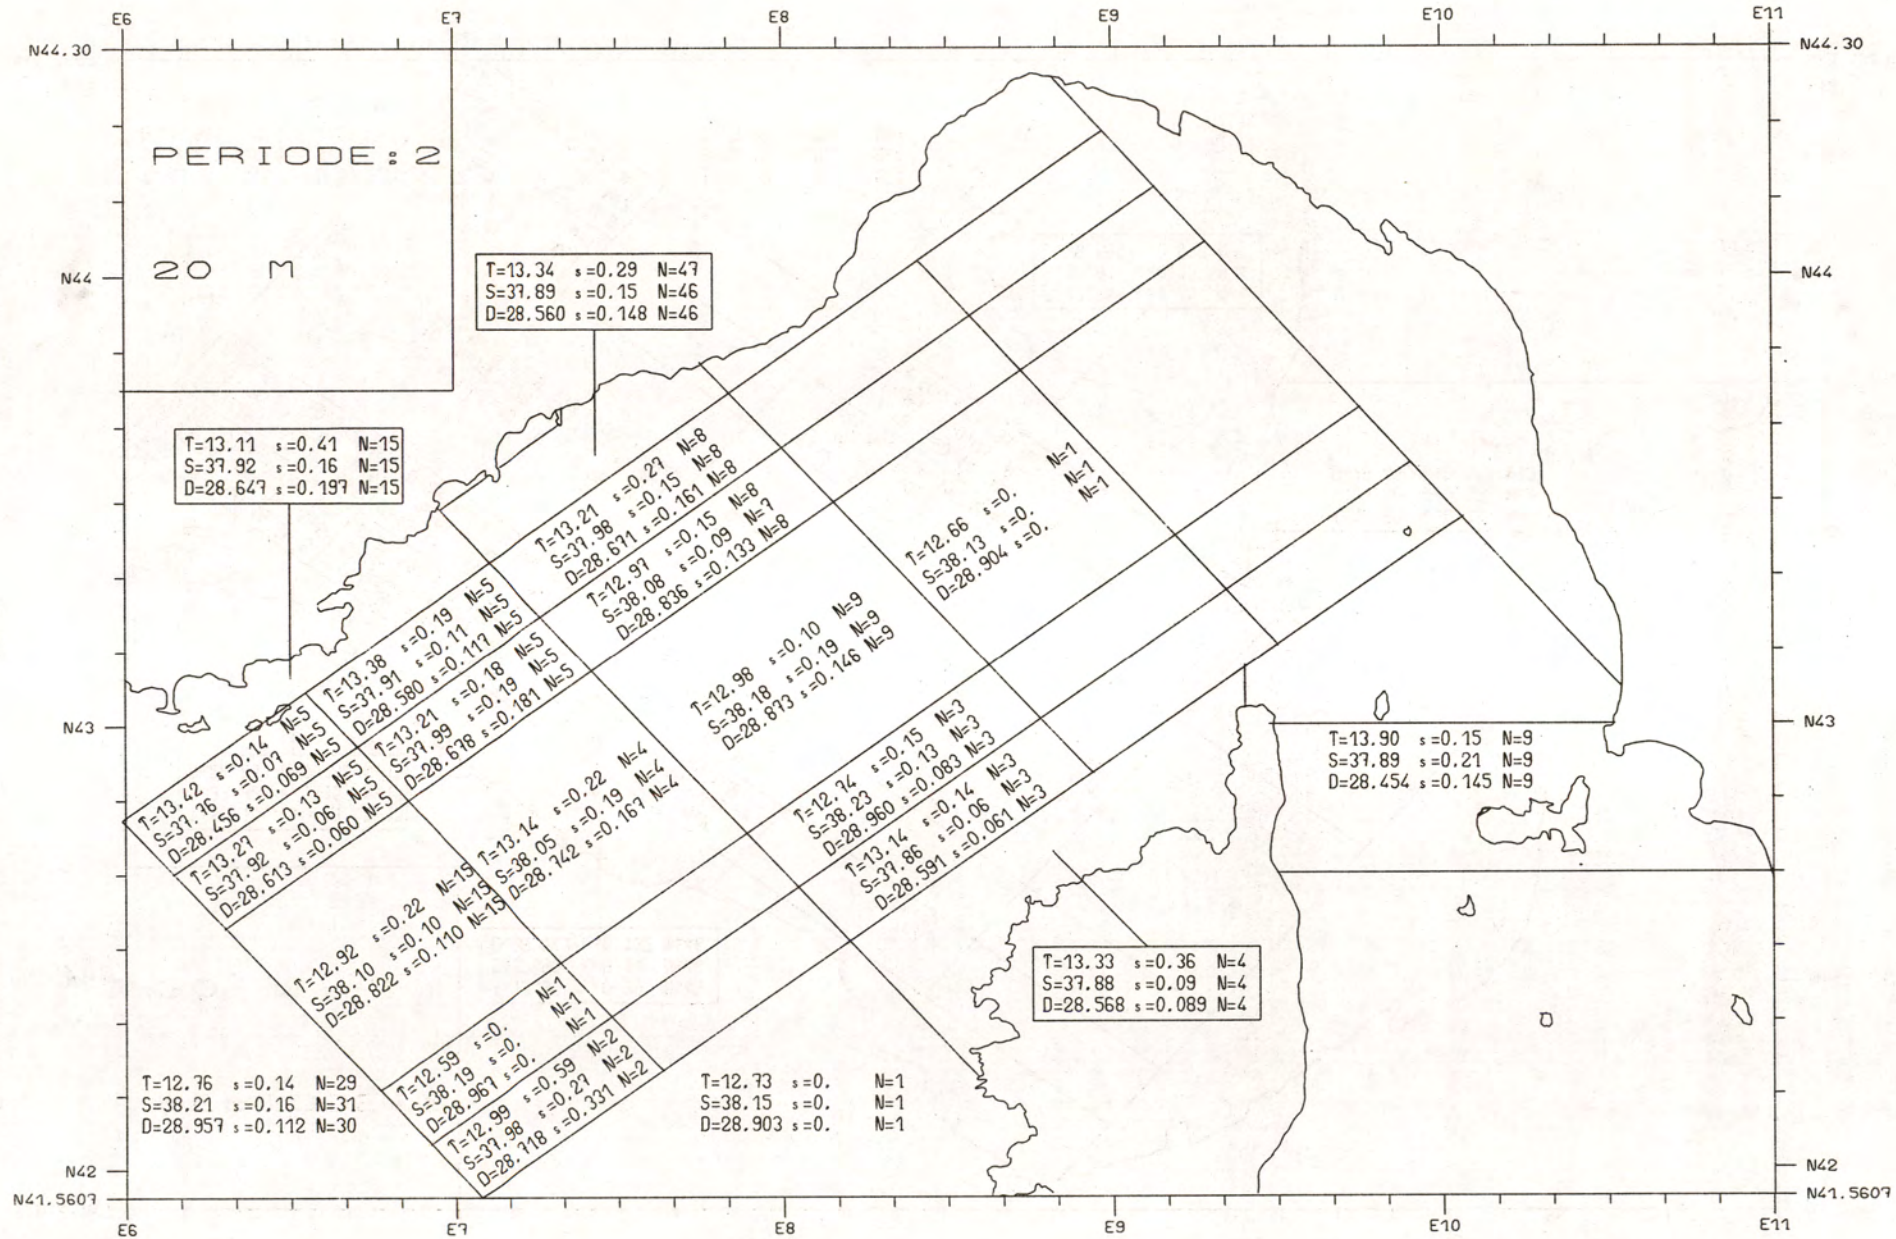 E6 E7 E8 E9 E10 E11
N44.30 N44.30
PERIODE:2
20 M
N44 N44
T=13.34 s=0.29 N=47
S=37.89 s=0.15 N=46
D=28.560 s=0.148 N=46
T=13.11 s=0.41 N=15
S=37.92 s=0.16 N=15
D=28.647 s=0.197 N=15
T=13.21 s=0.27 N=8
S=37.98 s=0.15 N=8
D=28.671 s=0.161 N=8
T=12.97 s=0.15 N=8
S=38.08 s=0.09 N=7
D=28.836 s=0.133 N=8
T=12.66 s=0. N=1
S=38.13 s=0. N=1
D=28.904 s=0. N=1
T=13.38 s=0.19 N=5
S=37.91 s=0.11 N=5
D=28.580 s=0.117 N=5
T=13.21 s=0.18 N=5
S=37.99 s=0.19 N=5
D=28.678 s=0.181 N=5
T=12.98 s=0.10 N=9
S=38.18 s=0.19 N=9
D=28.873 s=0.146 N=9
N43 N43
T=13.42 s=0.14 N=5
S=37.76 s=0.07 N=5
D=28.456 s=0.069 N=5
T=13.27 s=0.13 N=5
S=37.92 s=0.06 N=5
D=28.613 s=0.060 N=5
T=13.14 s=0.22 N=4
S=38.05 s=0.19 N=4
D=28.742 s=0.167 N=4
T=12.74 s=0.15 N=3
S=38.23 s=0.13 N=3
D=28.960 s=0.083 N=3
T=13.14 s=0.14 N=3
S=37.86 s=0.06 N=3
D=28.591 s=0.061 N=3
T=13.90 s=0.15 N=9
S=37.89 s=0.21 N=9
D=28.454 s=0.145 N=9
T=12.92 s=0.22 N=15
S=38.10 s=0.10 N=15
D=28.822 s=0.110 N=15
T=13.33 s=0.36 N=4
S=37.88 s=0.09 N=4
D=28.568 s=0.089 N=4
T=12.59 s=0. N=1
S=38.19 s=0. N=1
D=28.967 s=0. N=1
T=12.99 s=0.59 N=2
S=37.98 s=0.27 N=2
D=28.718 s=0.331 N=2
T=12.76 s=0.14 N=29
S=38.21 s=0.16 N=31
D=28.957 s=0.112 N=30
T=12.73 s=0. N=1
S=38.15 s=0. N=1
D=28.903 s=0. N=1
N42 N42
N41.5607 N41.5607
E6 E7 E8 E9 E10 E11